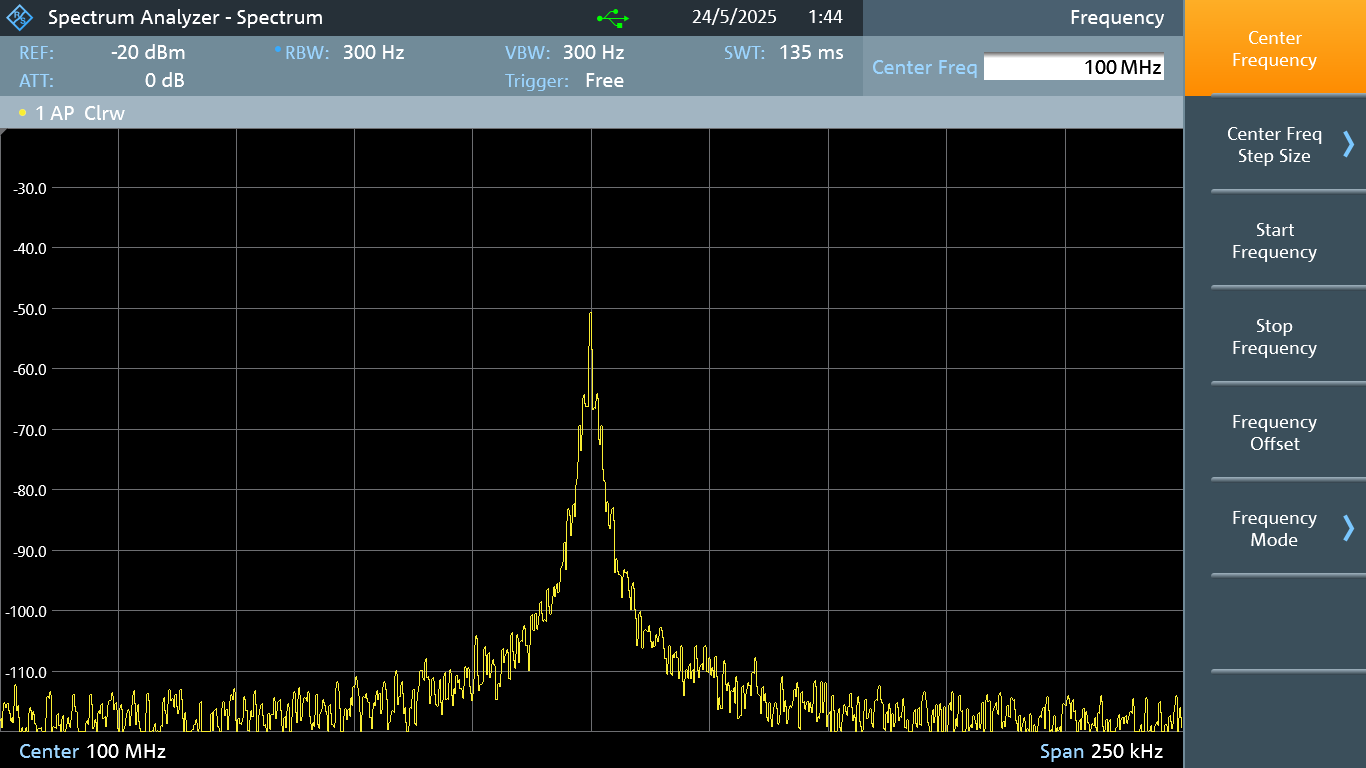 Spectrum Analyzer - Spectrum 24/5/2025 1:44 Frequency
REF: -20 dBm RBW: 300 Hz VBW: 300 Hz SWT: 135 ms
ATT: 0 dB Trigger: Free
Center Freq 100 MHz
1 AP Clrw
-30.0
-40.0
-50.0
-60.0
-70.0
-80.0
-90.0
-100.0
-110.0
Center 100 MHz Span 250 kHz
Center
Frequency
Center Freq
Step Size
Start
Frequency
Stop
Frequency
Frequency
Offset
Frequency
Mode